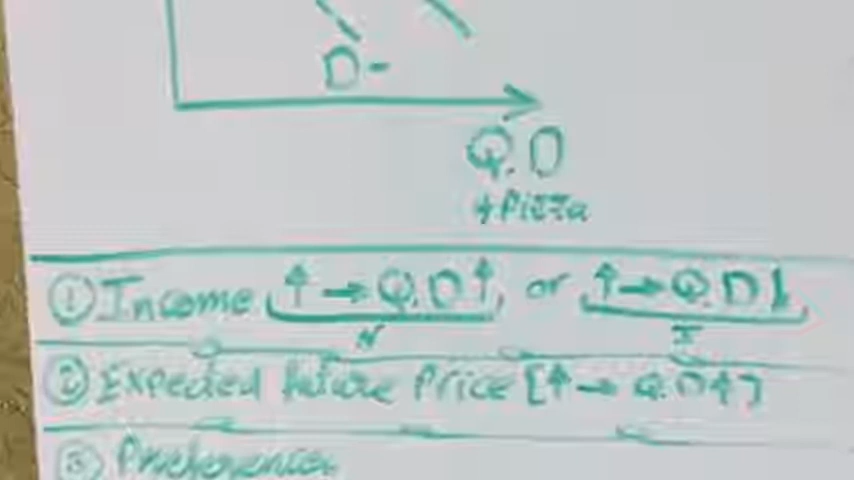 D-
Q.D
+ Pizza
① Income ↑ → Q.D↑, or ↑ → Q.D↓,
N I
② Expected future Price [↑ → Q.D↑]
③ Preferences